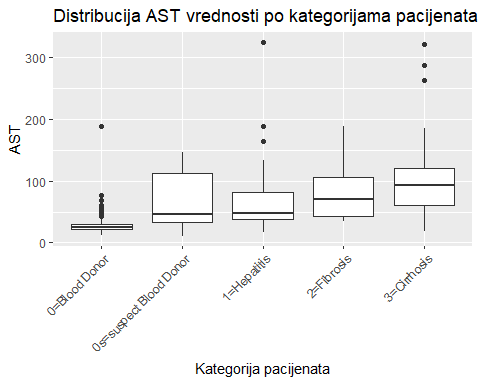 Distribucija AST vrednosti po kategorijama pacijenata
AST
300
200
100
0
0=Blood Donor
0s=suspect Blood Donor
1=Hepatitis
2=Fibrosis
3=Cirrhosis
Kategorija pacijenata